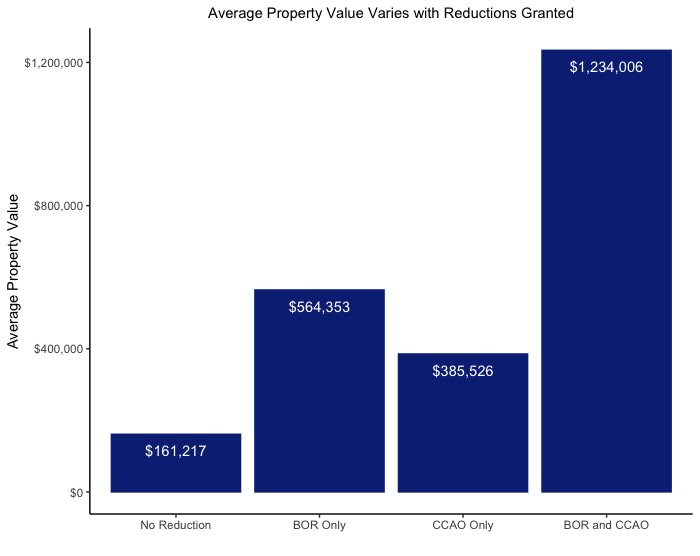 Average Property Value Varies with Reductions Granted
Average Property Value
$1,200,000
$800,000
$400,000
$0
$161,217
$564,353
$385,526
$1,234,006
No Reduction
BOR Only
CCAO Only
BOR and CCAO